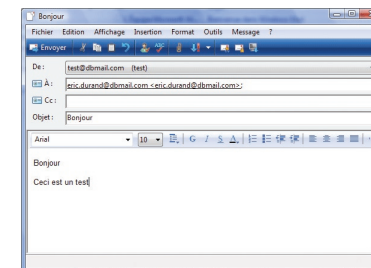 Bonjour
Fichier Edition Affichage Insertion Format Outils Message ?
Envoyer
De : test@dbmail.com (test)
À : eric.durand@dbmail.com <eric.durand@dbmail.com>;
Cc :
Objet : Bonjour
Arial 10 G I S A
Bonjour
Ceci est un test